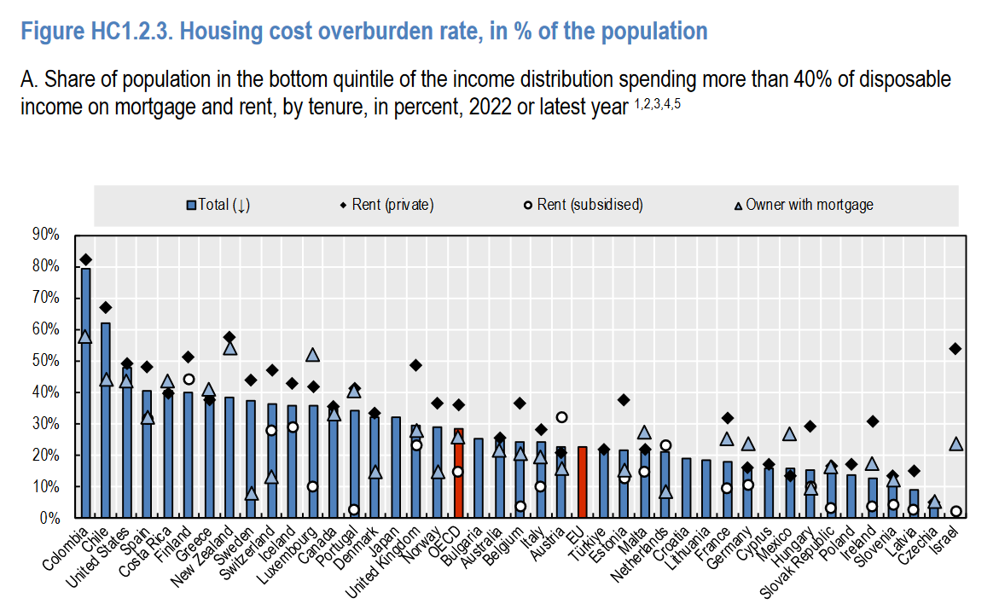 Figure HC1.2.3. Housing cost overburden rate, in % of the population
A. Share of population in the bottom quintile of the income distribution spending more than 40% of disposable
income on mortgage and rent, by tenure, in percent, 2022 or latest year 1,2,3,4,5
Total (↓)
Rent (private)
Rent (subsidised)
Owner with mortgage
90%
80%
70%
60%
50%
40%
30%
20%
10%
0%
Colombia
Chile
United States
Spain
Costa Rica
Finland
Greece
New Zealand
Sweden
Switzerland
Iceland
Luxembourg
Canada
Portugal
Denmark
Japan
United Kingdom
Norway
OECD
Bulgaria
Australia
Belgium
Italy
Austria
EU
Türkiye
Estonia
Malta
Netherlands
Croatia
Lithuania
France
Germany
Cyprus
Mexico
Hungary
Slovak Republic
Poland
Ireland
Slovenia
Latvia
Czechia
Israel